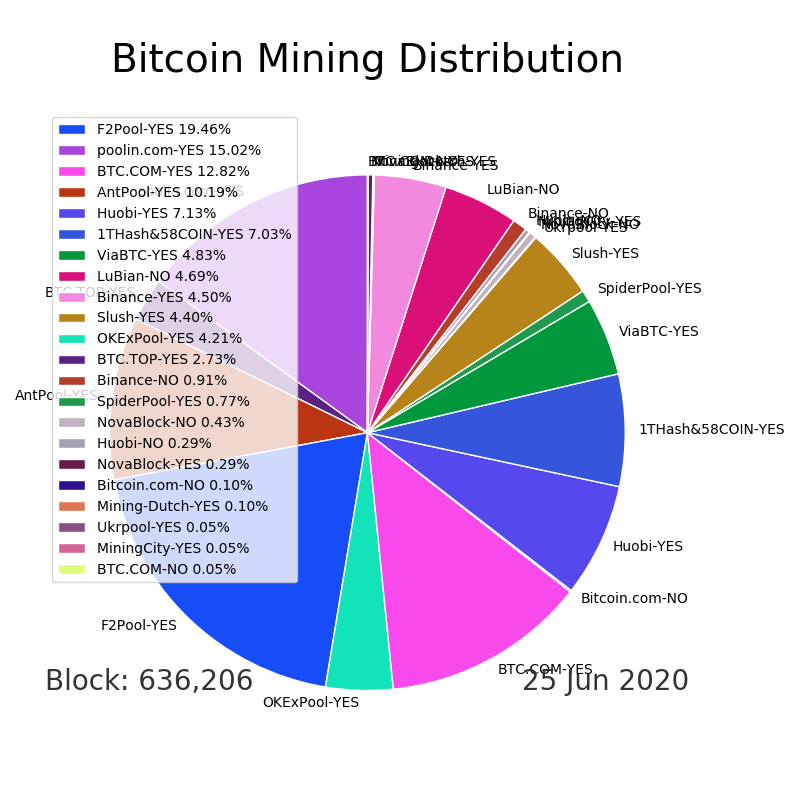 Bitcoin Mining Distribution
F2Pool-YES 19.46%
poolin.com-YES 15.02%
BTC.COM-YES 12.82%
AntPool-YES 10.19%
Huobi-YES 7.13%
1THash&58COIN-YES 7.03%
ViaBTC-YES 4.83%
LuBian-NO 4.69%
Binance-YES 4.50%
Slush-YES 4.40%
OKExPool-YES 4.21%
BTC.TOP-YES 2.73%
Binance-NO 0.91%
SpiderPool-YES 0.77%
NovaBlock-NO 0.43%
Huobi-NO 0.29%
NovaBlock-YES 0.29%
Bitcoin.com-NO 0.10%
Mining-Dutch-YES 0.10%
Ukrpool-YES 0.05%
MiningCity-YES 0.05%
BTC.COM-NO 0.05%
Binance-YES
LuBian-NO
Binance-NO
Ukrpool-YES
Slush-YES
SpiderPool-YES
ViaBTC-YES
1THash&58COIN-YES
Huobi-YES
Bitcoin.com-NO
BTC.COM-YES
OKExPool-YES
F2Pool-YES
AntPool-YES
BTC.TOP-YES
Block: 636,206
25 Jun 2020